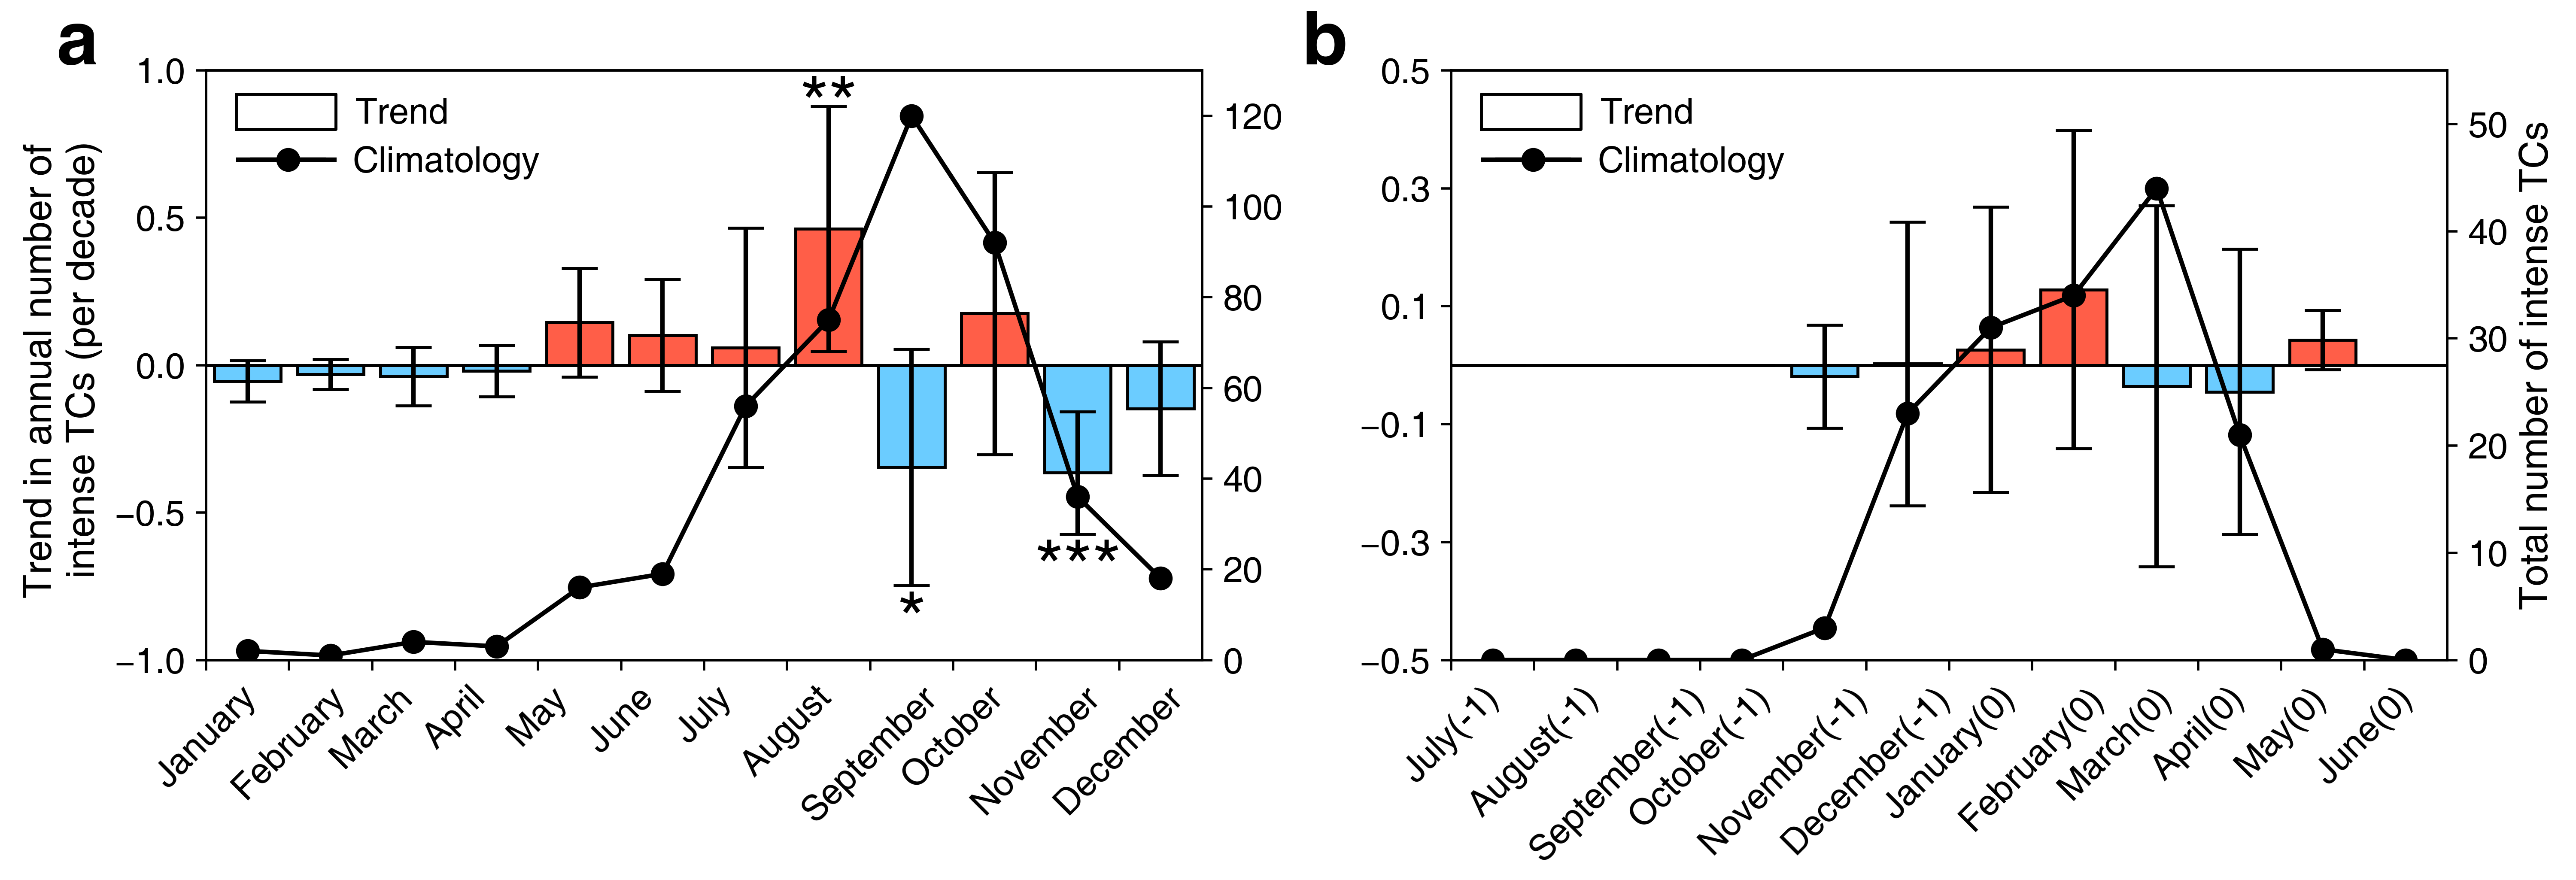 a
Trend in annual number of
intense TCs (per decade)
1.0
0.5
0.0
−0.5
−1.0
Trend
Climatology
**
*
***
120
100
80
60
40
20
0
January
February
March
April
May
June
July
August
September
October
November
December
b
0.5
0.3
0.1
−0.1
−0.3
−0.5
Trend
Climatology
50
40
30
20
10
0
Total number of intense TCs
July(-1)
August(-1)
September(-1)
October(-1)
November(-1)
December(-1)
January(0)
February(0)
March(0)
April(0)
May(0)
June(0)